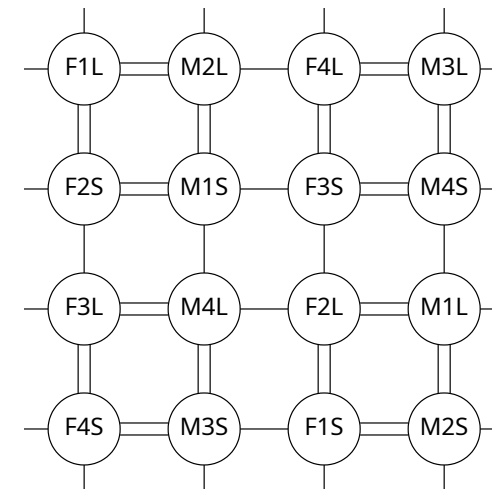 F1L M2L F4L M3L
F2S M1S F3S M4S
F3L M4L F2L M1L
F4S M3S F1S M2S